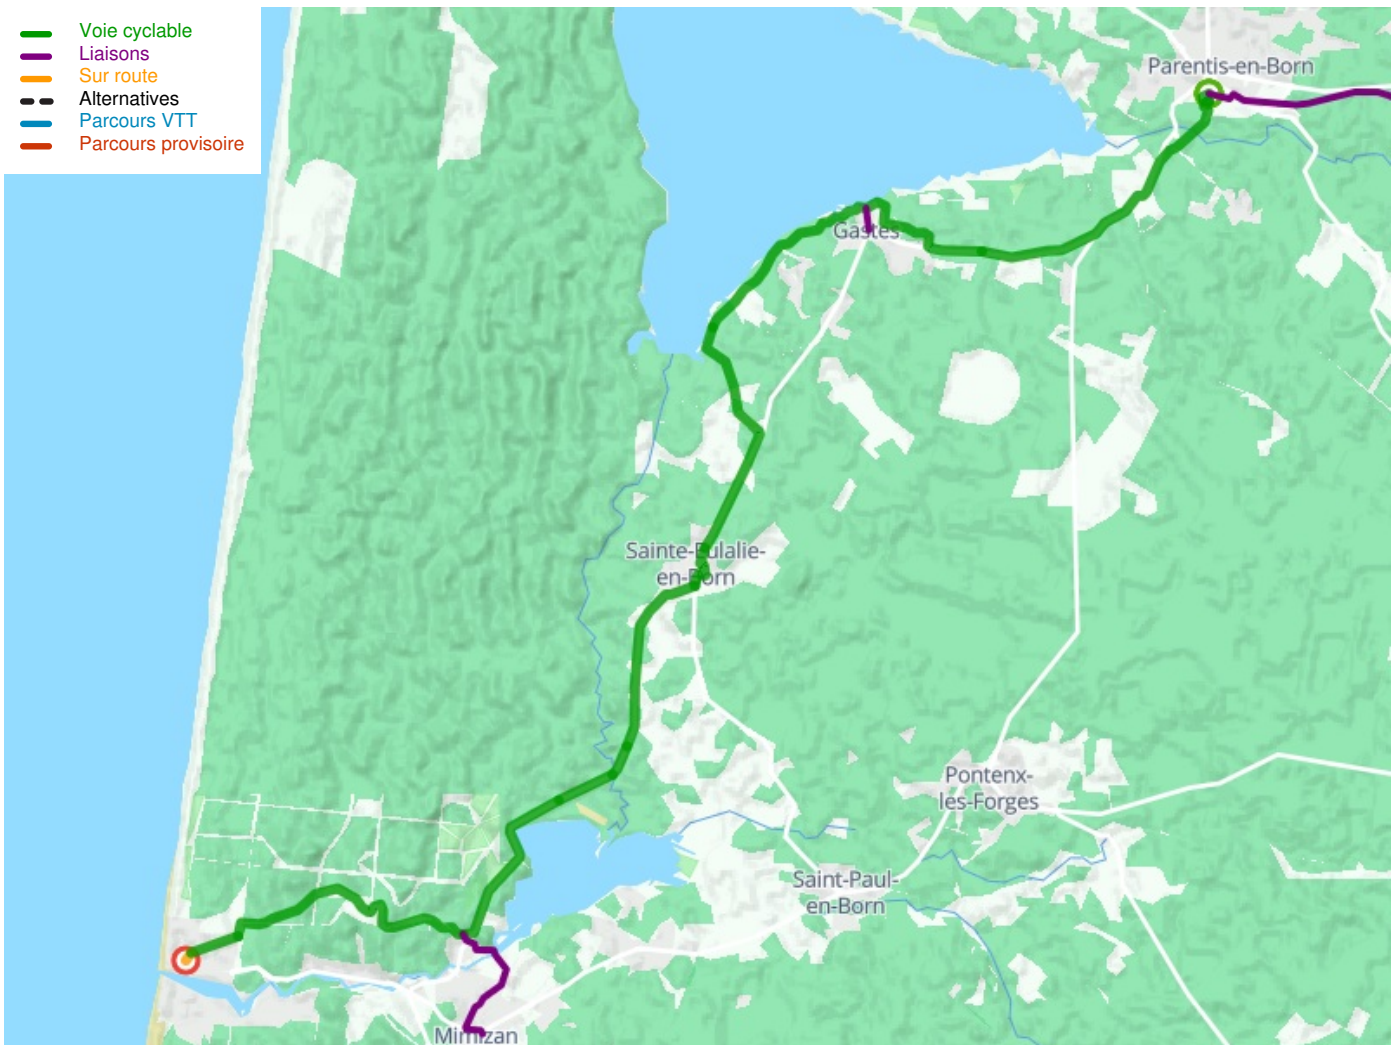 Voie cyclable
Liaisons
Sur route
Alternatives
Parcours VTT
Parcours provisoire
Parentis-en-Born
Gastes
Sainte-Eulalie-
en-Born
Pontenx-
les-Forges
Saint-Paul-
en-Born
Mimizan